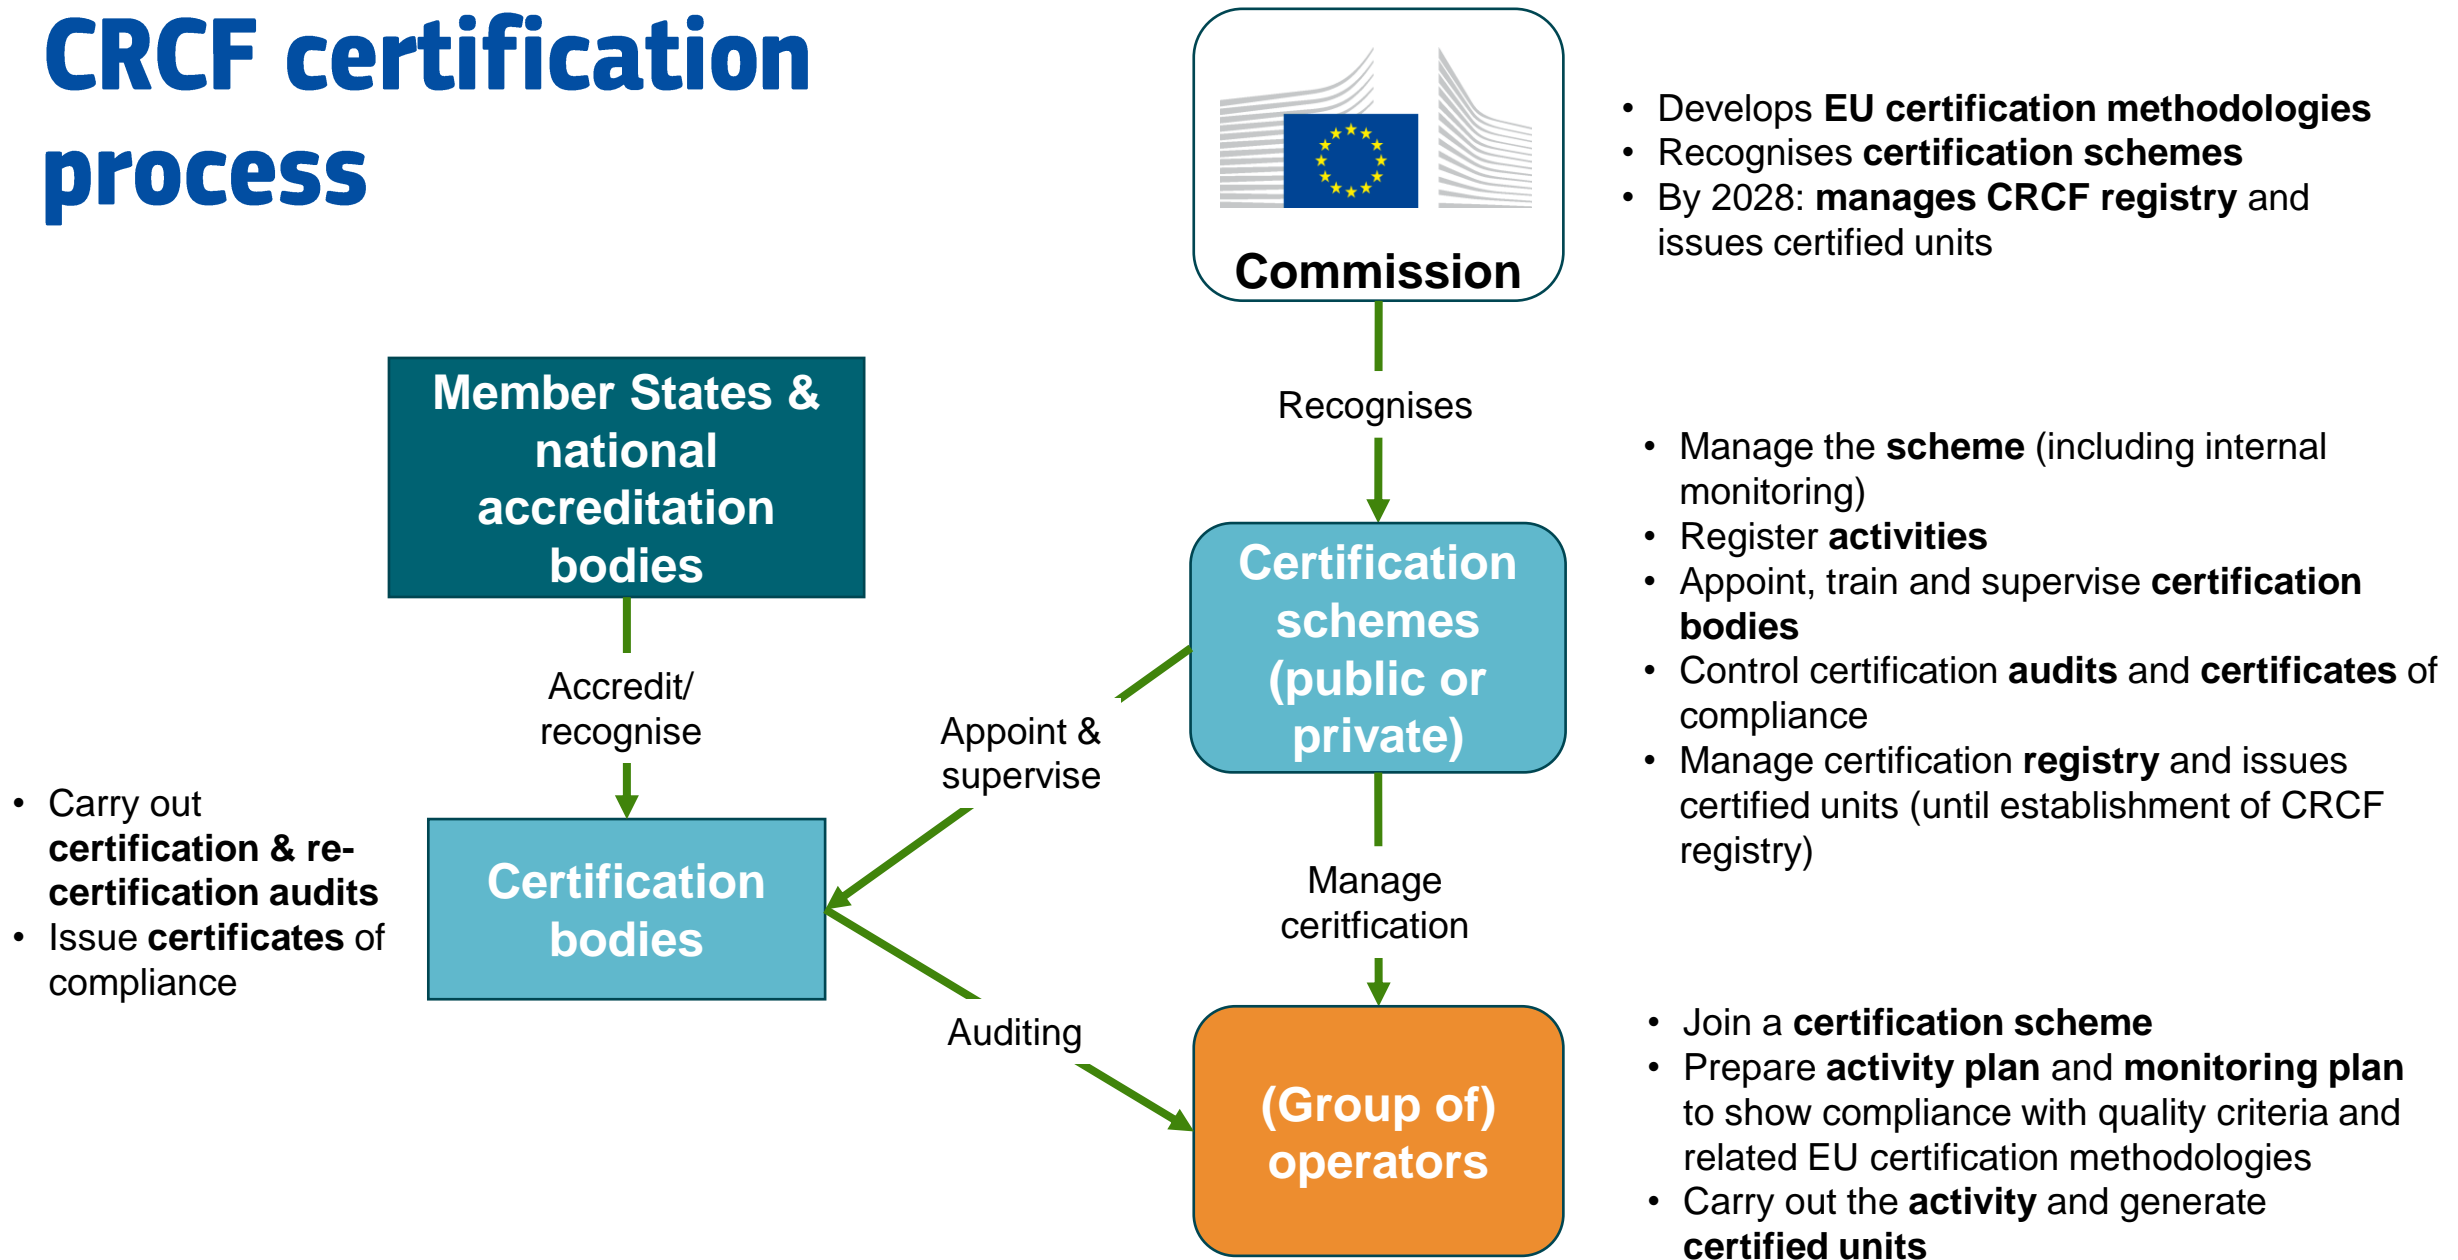 CRCF certification
process
Commission
• Develops EU certification methodologies
• Recognises certification schemes
• By 2028: manages CRCF registry and
issues certified units
Recognises
Member States &
national
accreditation
bodies
Accredit/
recognise
Certification
schemes
(public or
private)
• Manage the scheme (including internal
monitoring)
• Register activities
• Appoint, train and supervise certification
bodies
• Control certification audits and certificates of
compliance
• Manage certification registry and issues
certified units (until establishment of CRCF
registry)
Appoint &
supervise
• Carry out
certification & re-
certification audits
• Issue certificates of
compliance
Certification
bodies
Manage
ceritfication
Auditing
(Group of)
operators
• Join a certification scheme
• Prepare activity plan and monitoring plan
to show compliance with quality criteria and
related EU certification methodologies
• Carry out the activity and generate
certified units